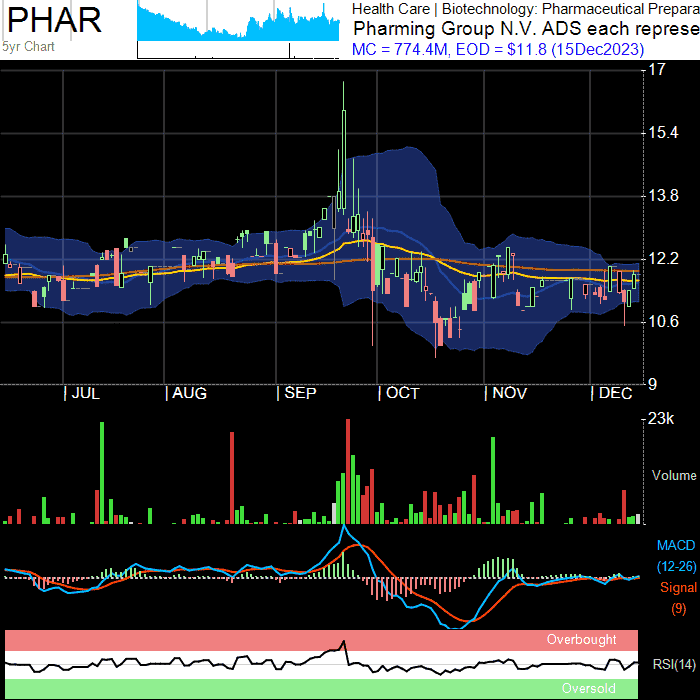 PHAR
5yr Chart
Health Care | Biotechnology: Pharmaceutical Prepara
Pharming Group N.V. ADS each represe
MC = 774.4M, EOD = $11.8 (15Dec2023)
17
15.4
13.8
12.2
10.6
9
| JUL | AUG | SEP | OCT | NOV | DEC
23k
Volume
MACD
(12-26)
Signal
(9)
Overbought
RSI(14)
Oversold